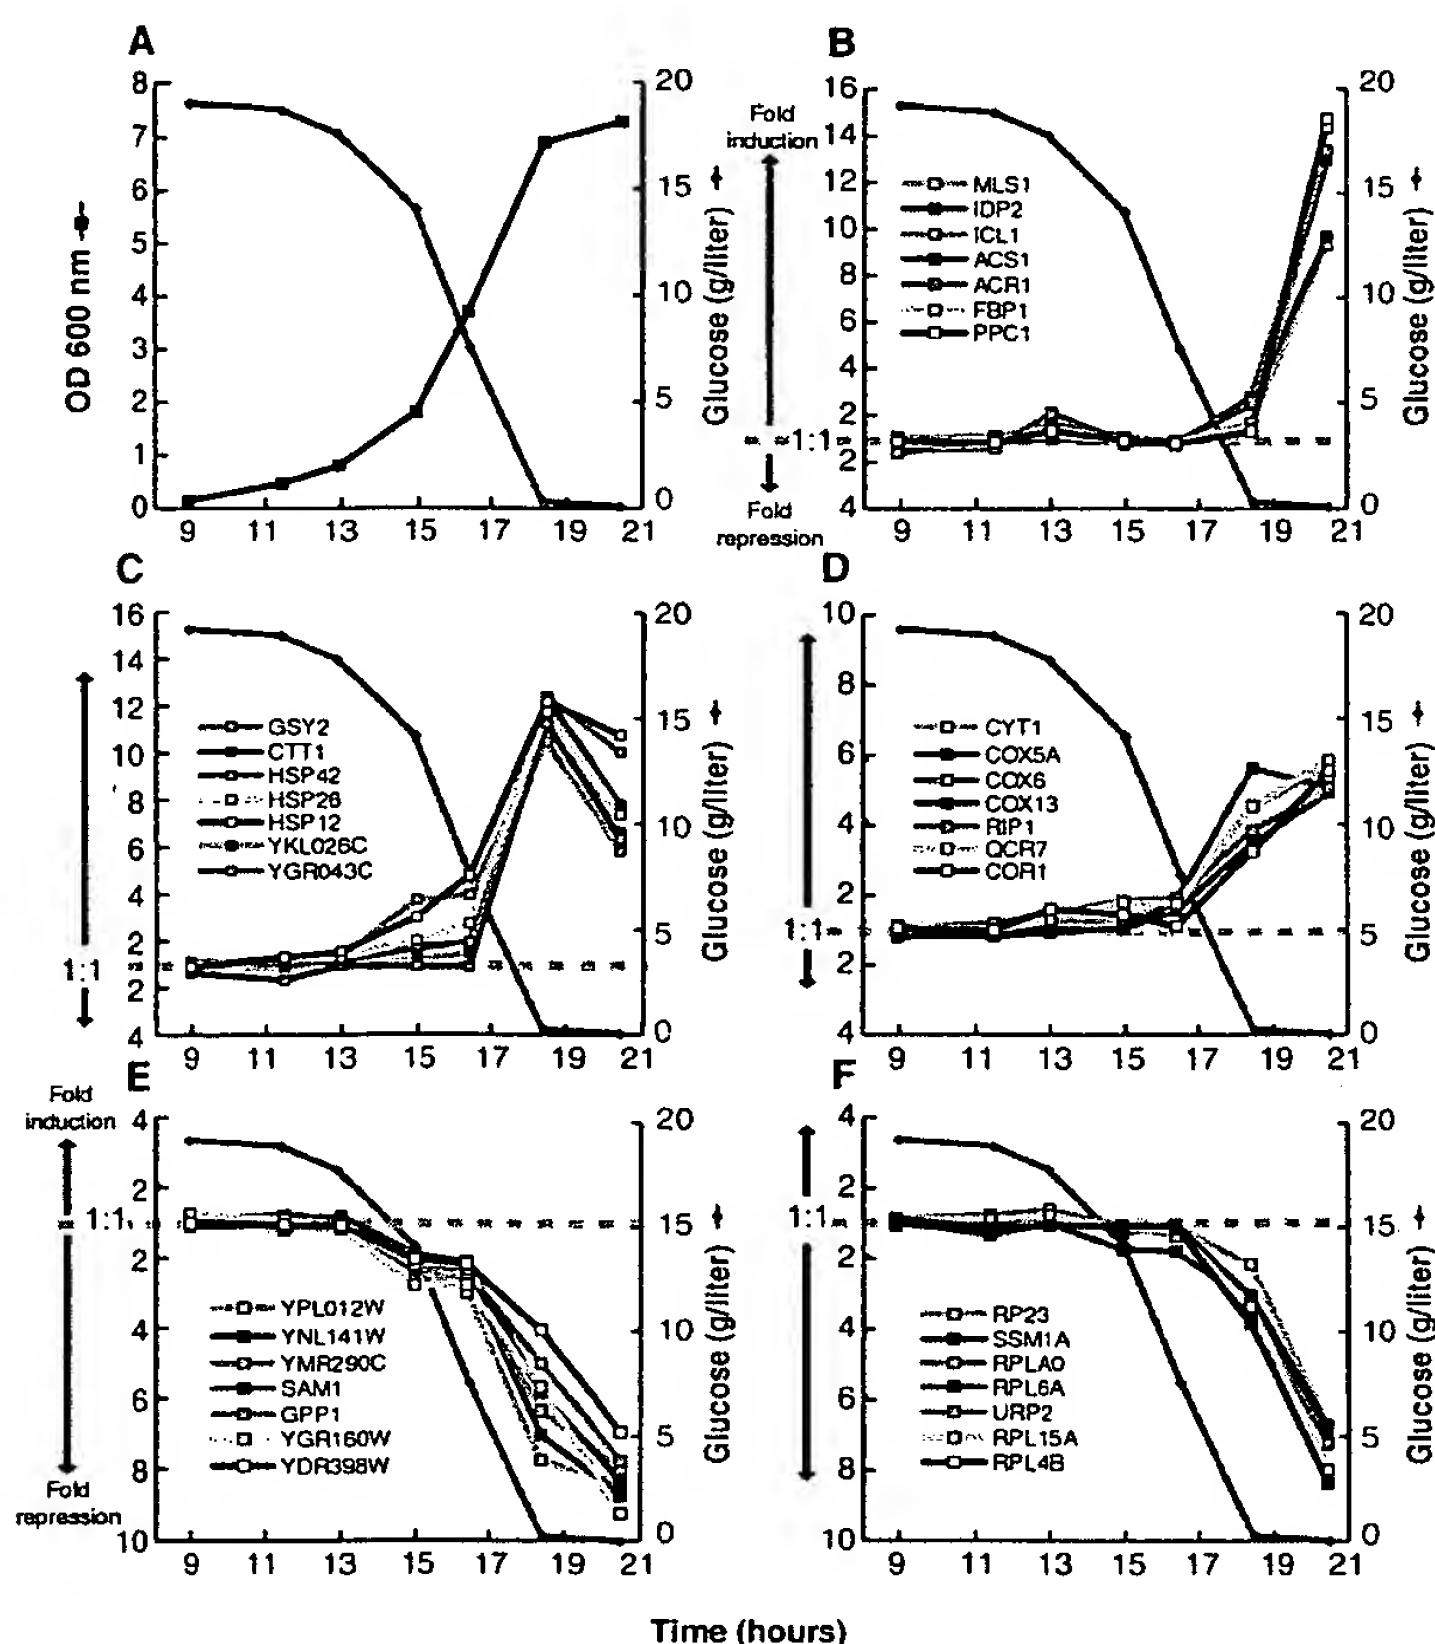 A
8
7
6
5
4
3
2
1
0
OD 600 nm
20
15
10
5
0
Glucose (g/liter)
9 11 13 15 17 19 21
B
Fold
induction
16
14
12
10
8
6
4
2
1:1
2
4
Fold
repression
MLS1
IDP2
ICL1
ACS1
ACR1
FBP1
PPC1
20
15
10
5
0
Glucose (g/liter)
9 11 13 15 17 19 21
C
16
14
12
10
8
6
4
2
1:1
2
4
GSY2
CTT1
HSP42
HSP26
HSP12
YKL026C
YGR043C
20
15
10
5
0
Glucose (g/liter)
9 11 13 15 17 19 21
D
10
8
6
4
2
1:1
2
4
CYT1
COX5A
COX6
COX13
RIP1
QCR7
COR1
20
15
10
5
0
Glucose (g/liter)
9 11 13 15 17 19 21
E
Fold
induction
4
2
1:1
2
4
6
8
10
Fold
repression
YPL012W
YNL141W
YMR290C
SAM1
GPP1
YGR160W
YDR398W
20
15
10
5
0
Glucose (g/liter)
9 11 13 15 17 19 21
F
4
2
1:1
2
4
6
8
10
RP23
SSM1A
RPLA0
RPL6A
URP2
RPL15A
RPL4B
20
15
10
5
0
Glucose (g/liter)
9 11 13 15 17 19 21
Time (hours)